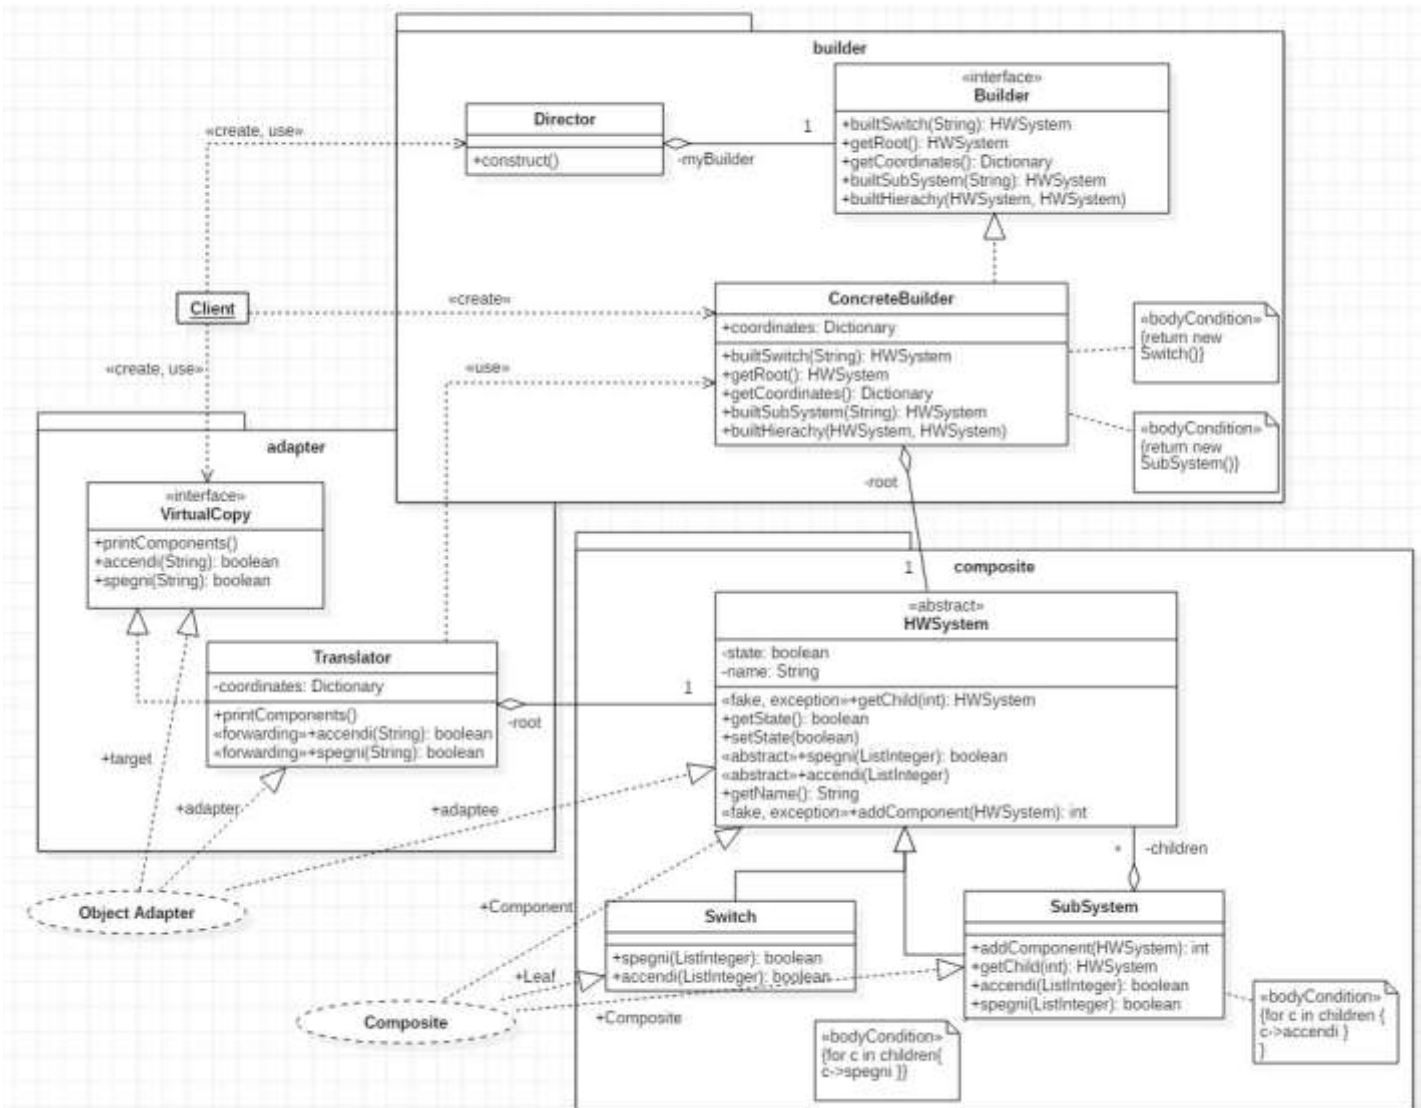 builder
«interface»
Builder
+builtSwitch(String): HWSystem
+getRoot(): HWSystem
+getCoordinates(): Dictionary
+builtSubSystem(String): HWSystem
+builtHierachy(HWSystem, HWSystem)
Director
+construct()
1
-myBuilder
«create, use»
Client
«create»
«create, use»
«use»
ConcreteBuilder
+coordinates: Dictionary
+builtSwitch(String): HWSystem
+getRoot(): HWSystem
+getCoordinates(): Dictionary
+builtSubSystem(String): HWSystem
+builtHierachy(HWSystem, HWSystem)
«bodyCondition»
{return new
Switch()}
«bodyCondition»
{return new
SubSystem()}
-root
1
adapter
«interface»
VirtualCopy
+printComponents()
+accendi(String): boolean
+spegni(String): boolean
Translator
-coordinates: Dictionary
+printComponents()
«forwarding»+accendi(String): boolean
«forwarding»+spegni(String): boolean
1
-root
+target
+adapter
+adaptee
Object Adapter
composite
«abstract»
HWSystem
-state: boolean
-name: String
«fake, exception»+getChild(int): HWSystem
+getState(): boolean
+setState(boolean)
«abstract»+spegni(ListInteger): boolean
«abstract»+accendi(ListInteger)
+getName(): String
«fake, exception»+addComponent(HWSystem): int
*
-children
+Component
Switch
+spegni(ListInteger): boolean
+accendi(ListInteger): boolean
SubSystem
+addComponent(HWSystem): int
+getChild(int): HWSystem
+accendi(ListInteger): boolean
+spegni(ListInteger): boolean
+Leaf
+Composite
Composite
«bodyCondition»
{for c in children{
c->spegni }}
«bodyCondition»
{for c in children {
c->accendi }
}